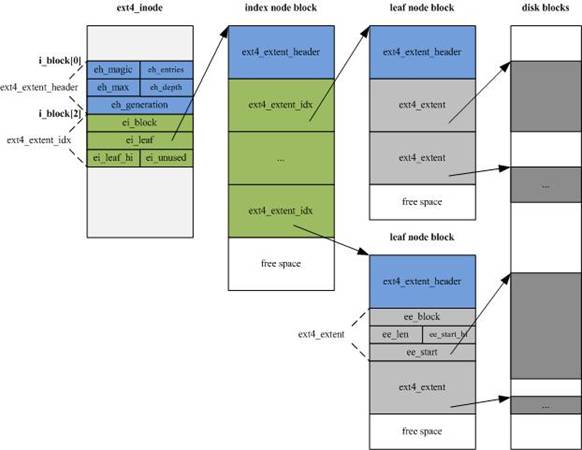 ext4_inode
i_block[0]
ext4_extent_header
i_block[2]
ext4_extent_idx
eh_magic eh_entries
eh_max eh_depth
eh_generation
ei_block
ei_leaf
ei_leaf_hi ei_unused
index node block
ext4_extent_header
ext4_extent_idx
...
ext4_extent_idx
free space
leaf node block
ext4_extent_header
ext4_extent
ext4_extent
free space
leaf node block
ext4_extent_header
ext4_extent
ee_block
ee_len ee_start_hi
ee_start
ext4_extent
free space
disk blocks
...
...